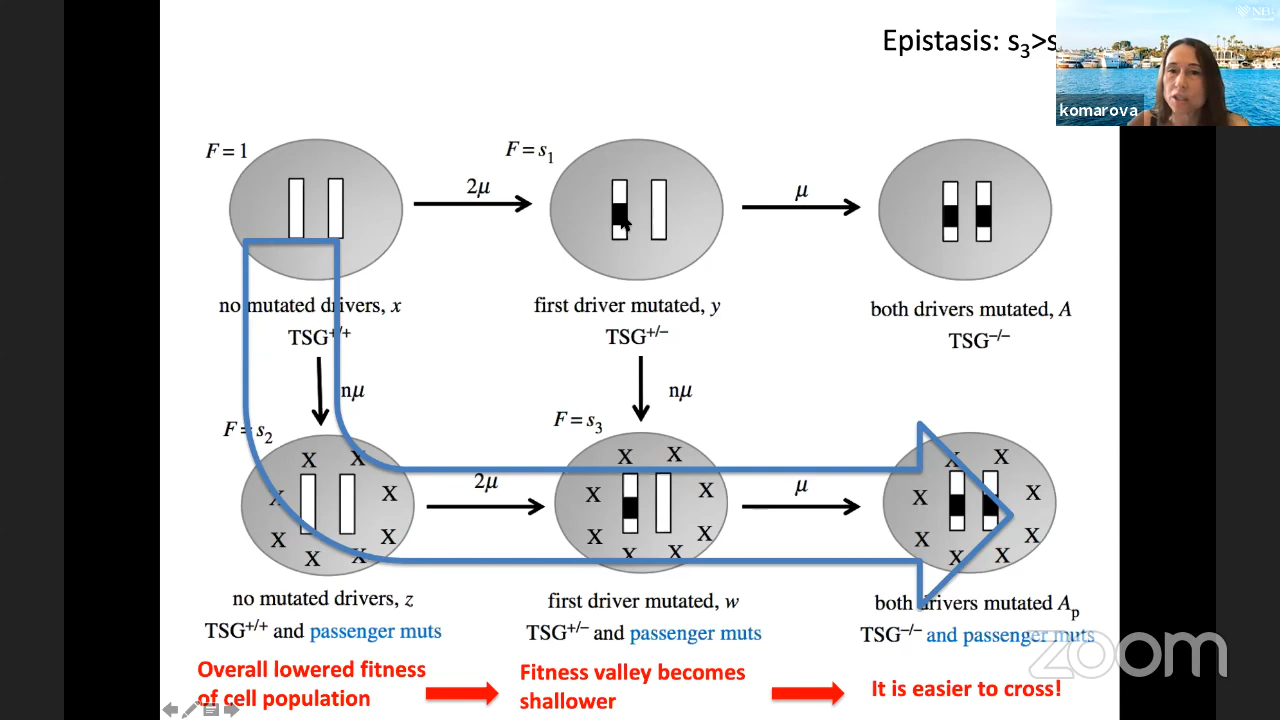 Epistasis: s₃>s
NB
komarova
F = 1
F = s₁
2μ
μ
no mutated drivers, x
TSG+/+
first driver mutated, y
TSG+/–
both drivers mutated, A
TSG–/–
nμ
nμ
F = s₂
F = s₃
X X X X X X X X
X X X X X X X X
X X X X X X X X
2μ
μ
no mutated drivers, z
TSG+/+ and passenger muts
first driver mutated, w
TSG+/– and passenger muts
both drivers mutated Aₚ
TSG–/– and passenger muts
zoom
Overall lowered fitness
of cell population
Fitness valley becomes
shallower
It is easier to cross!